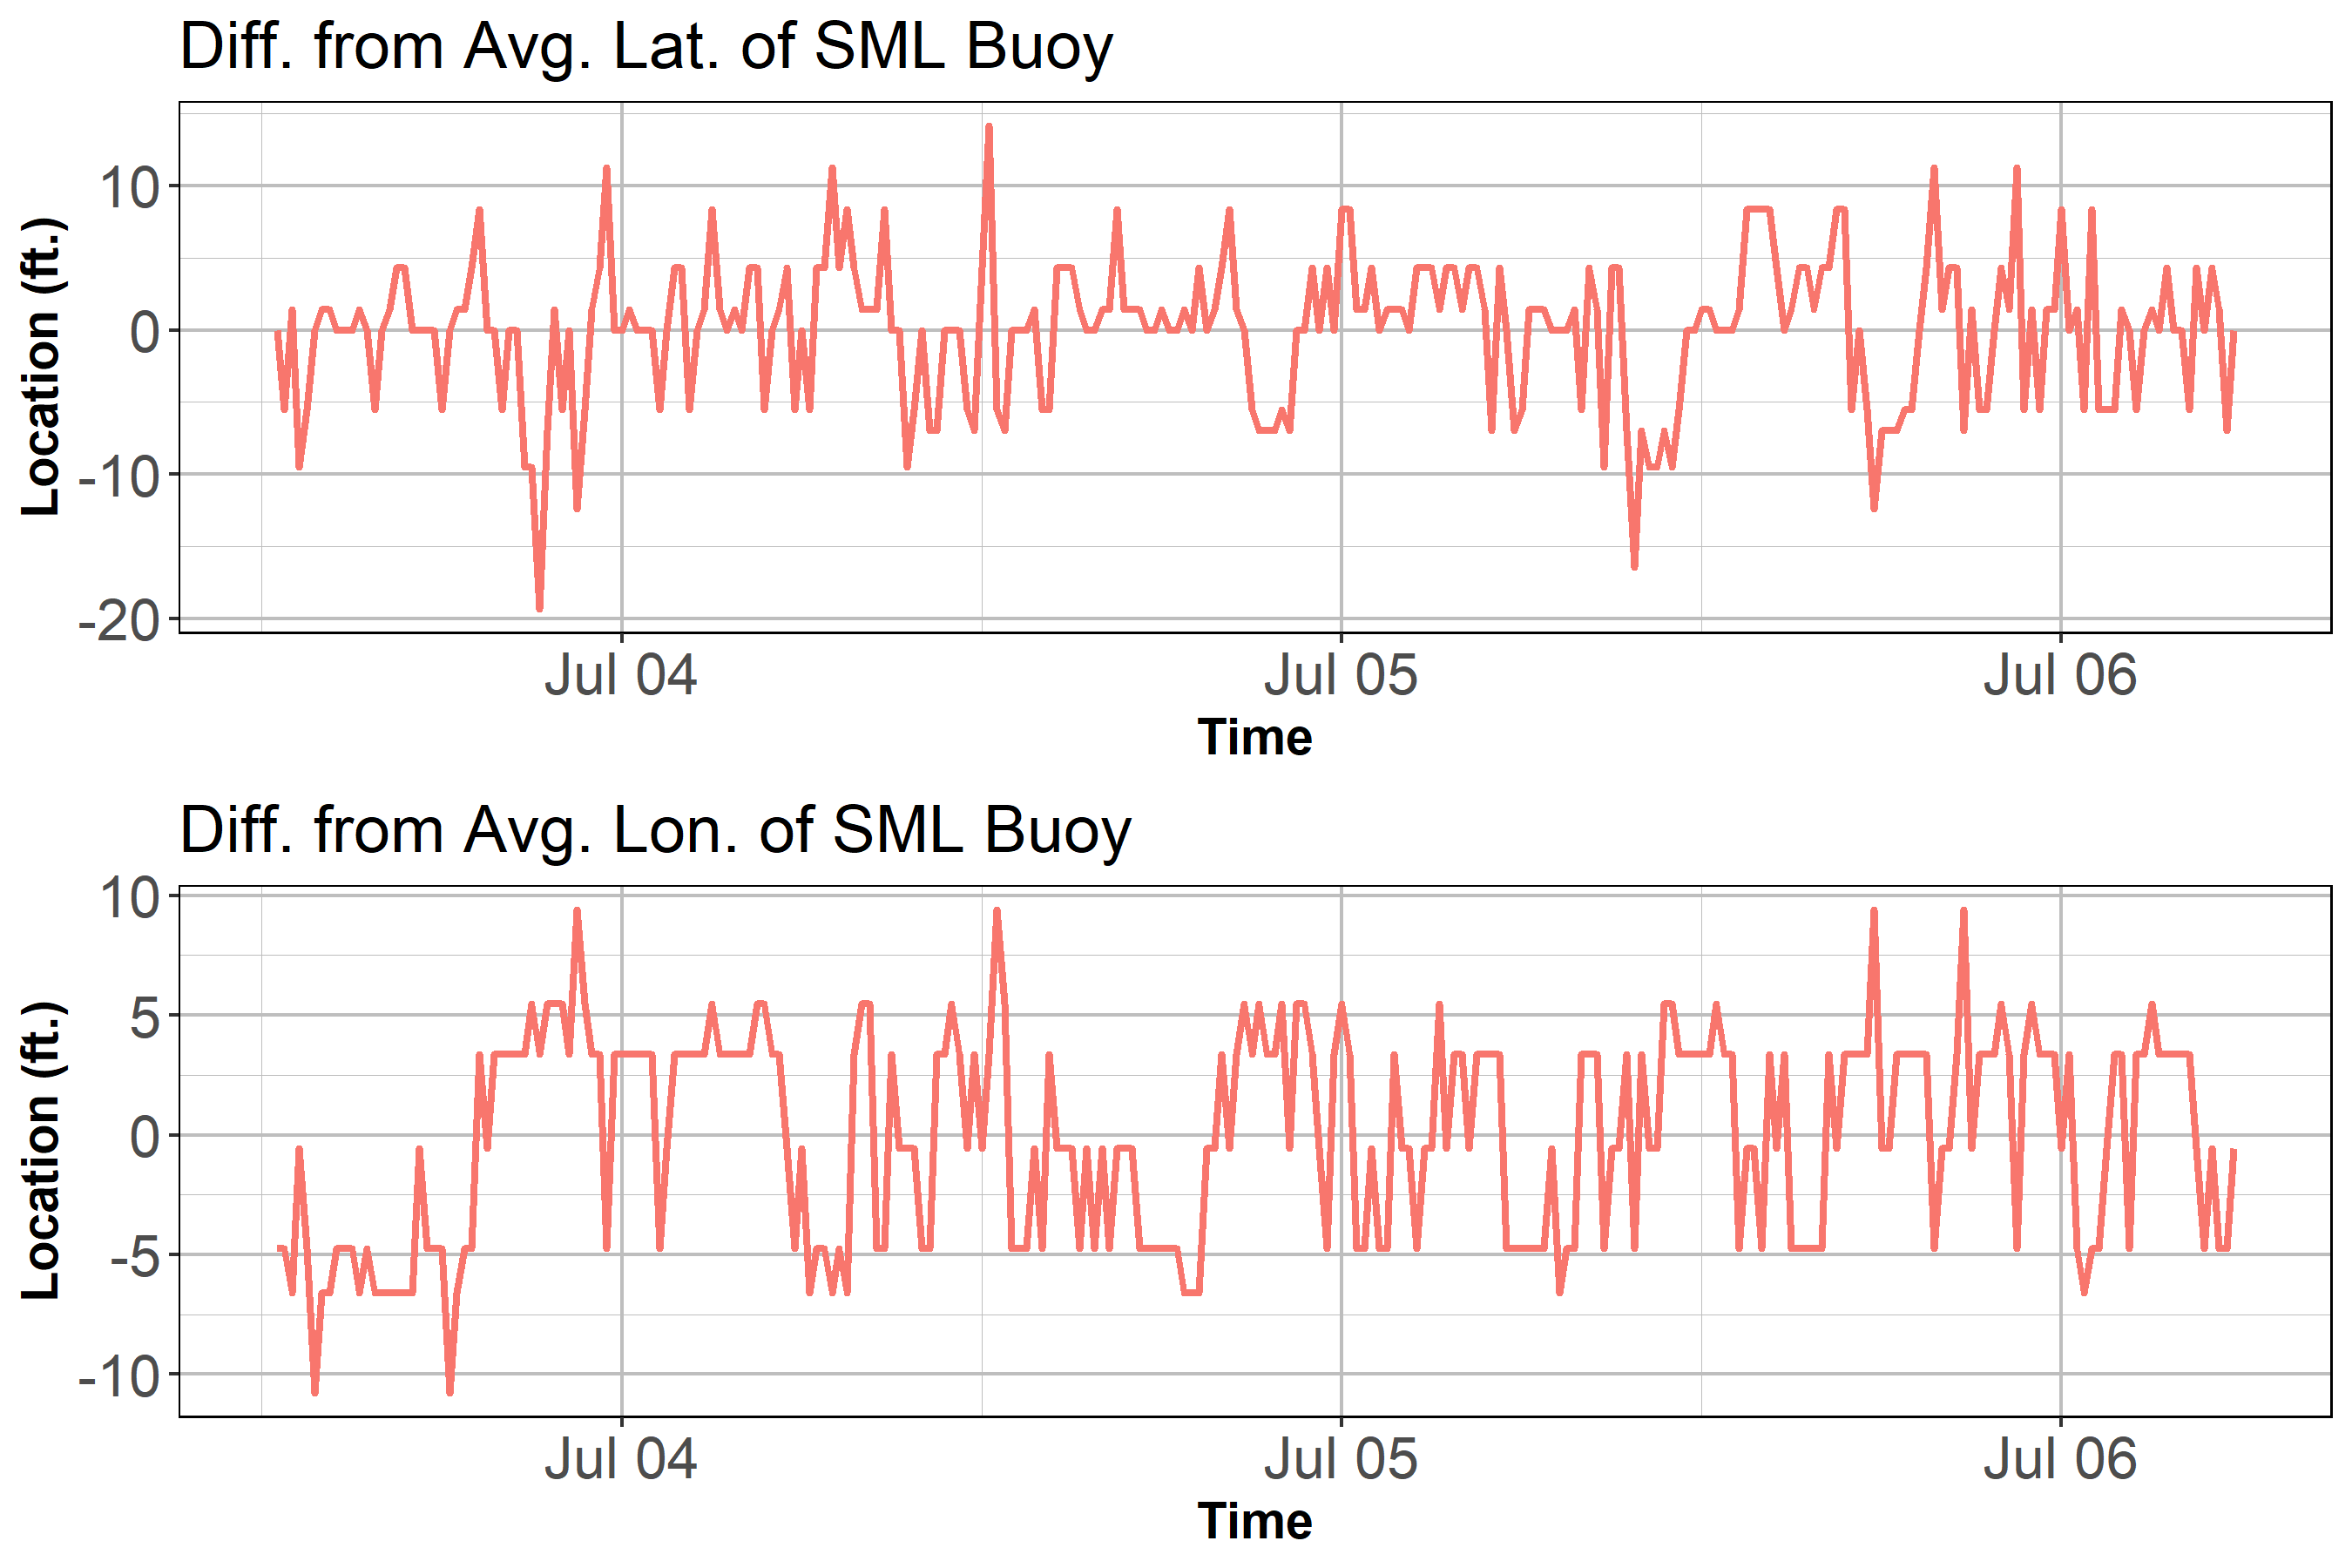 Diff. from Avg. Lat. of SML Buoy
Location (ft.)
10
0
-10
-20
Jul 04 Jul 05 Jul 06
Time
Diff. from Avg. Lon. of SML Buoy
Location (ft.)
10
5
0
-5
-10
Jul 04 Jul 05 Jul 06
Time